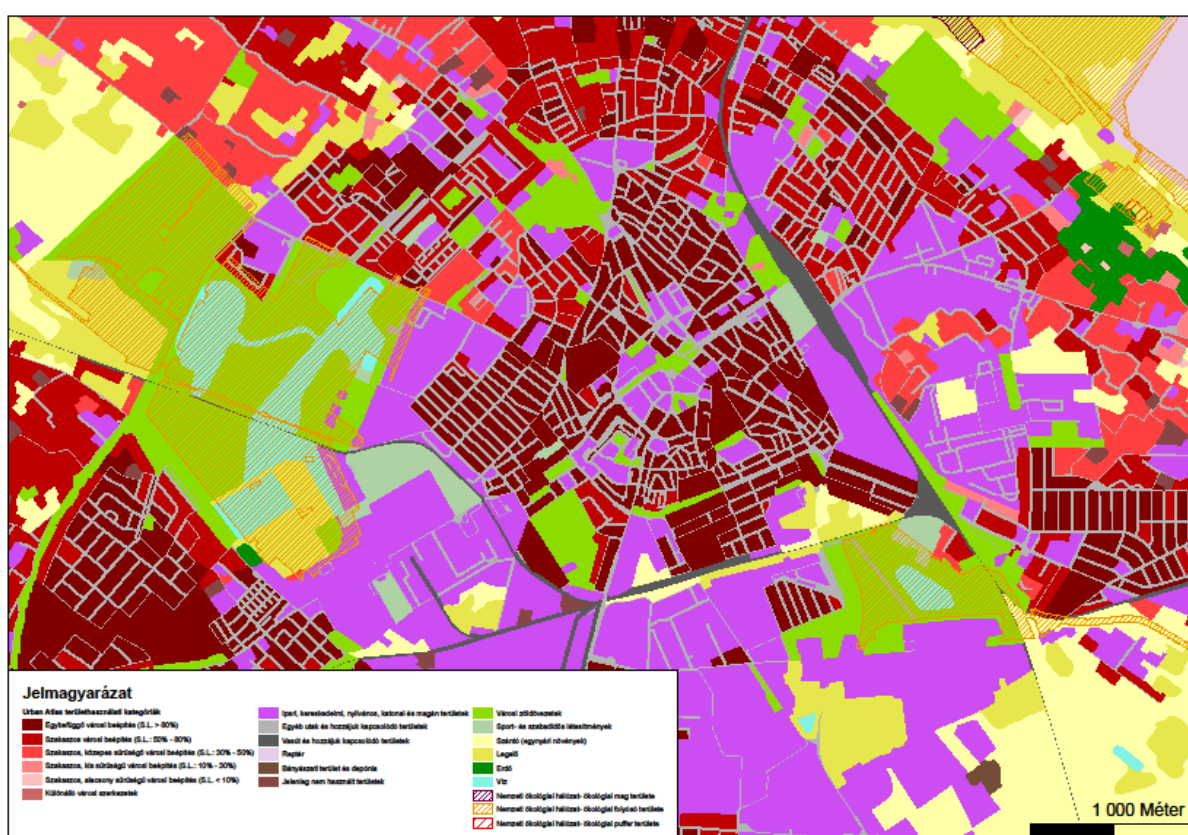 Jelmagyarázat
Urban Atlas területhasználati kategóriák
Egybefüggő városi beépítés (S.L. > 80%)
Szakaszos városi beépítés (S.L.: 50% - 80%)
Szakaszos, közepes sűrűségű városi beépítés (S.L.: 30% - 50%)
Szakaszos, kis sűrűségű városi beépítés (S.L.: 10% - 30%)
Szakaszos, alacsony sűrűségű városi beépítés (S.L. < 10%)
Különálló városi szerkezetek
Ipari, kereskedelmi, nyilvános, katonai és magán területek
Egyéb utak és hozzájuk kapcsolódó területek
Vasút és hozzájuk kapcsolódó területek
Reptér
Bányászati terület és depónia
Jelenleg nem használt területek
Városi zöldövezetek
Sport- és szabadidős létesítmények
Szántó (egynyári növények)
Legelő
Erdő
Víz
Nemzeti ökológiai hálózat- ökológiai mag területe
Nemzeti ökológiai hálózat- ökológiai folyosó területe
Nemzeti ökológiai hálózat- ökológiai puffer területe
1 000 Méter